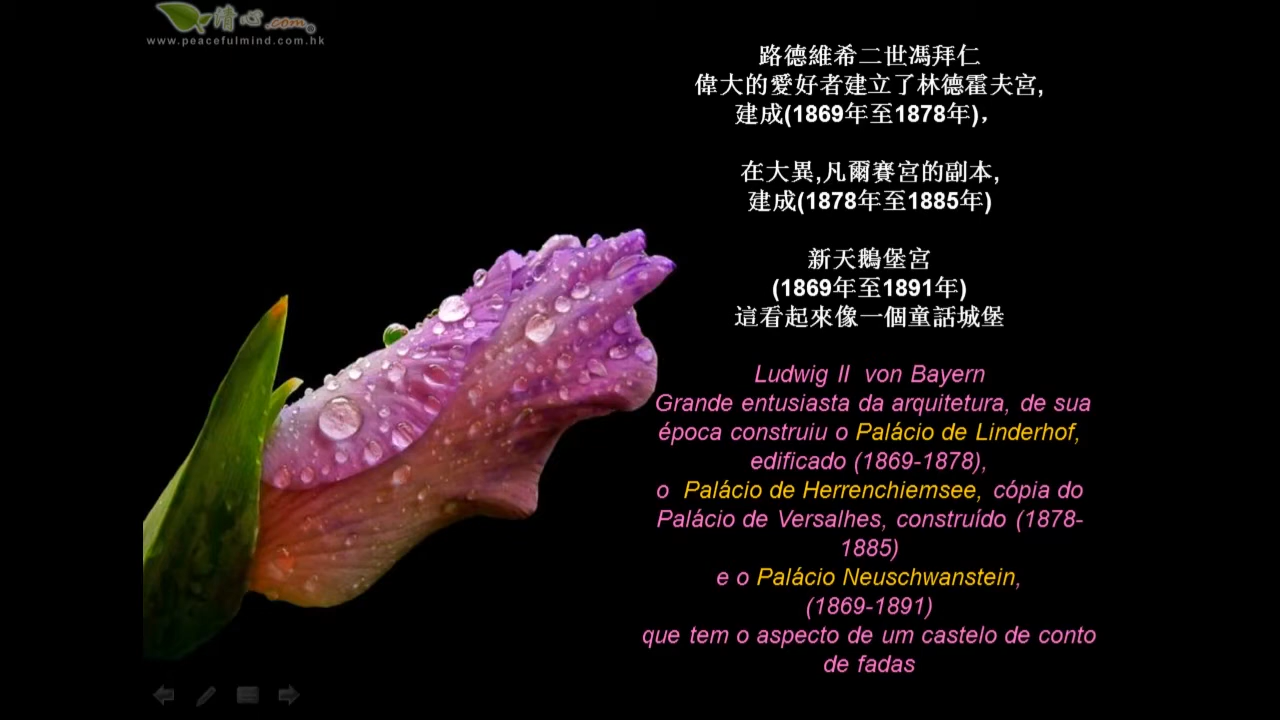 清心.com
www.peacefulmind.com.hk
路德維希二世馮拜仁
偉大的愛好者建立了林德霍夫宮,
建成(1869年至1878年)，
在大異,凡爾賽宮的副本,
建成(1878年至1885年)
新天鵝堡宮
(1869年至1891年)
這看起來像一個童話城堡
Ludwig II von Bayern
Grande entusiasta da arquitetura, de sua
época construiu o Palácio de Linderhof,
edificado (1869-1878),
o Palácio de Herrenchiemsee, cópia do
Palácio de Versalhes, construído (1878-
1885)
e o Palácio Neuschwanstein,
(1869-1891)
que tem o aspecto de um castelo de conto
de fadas